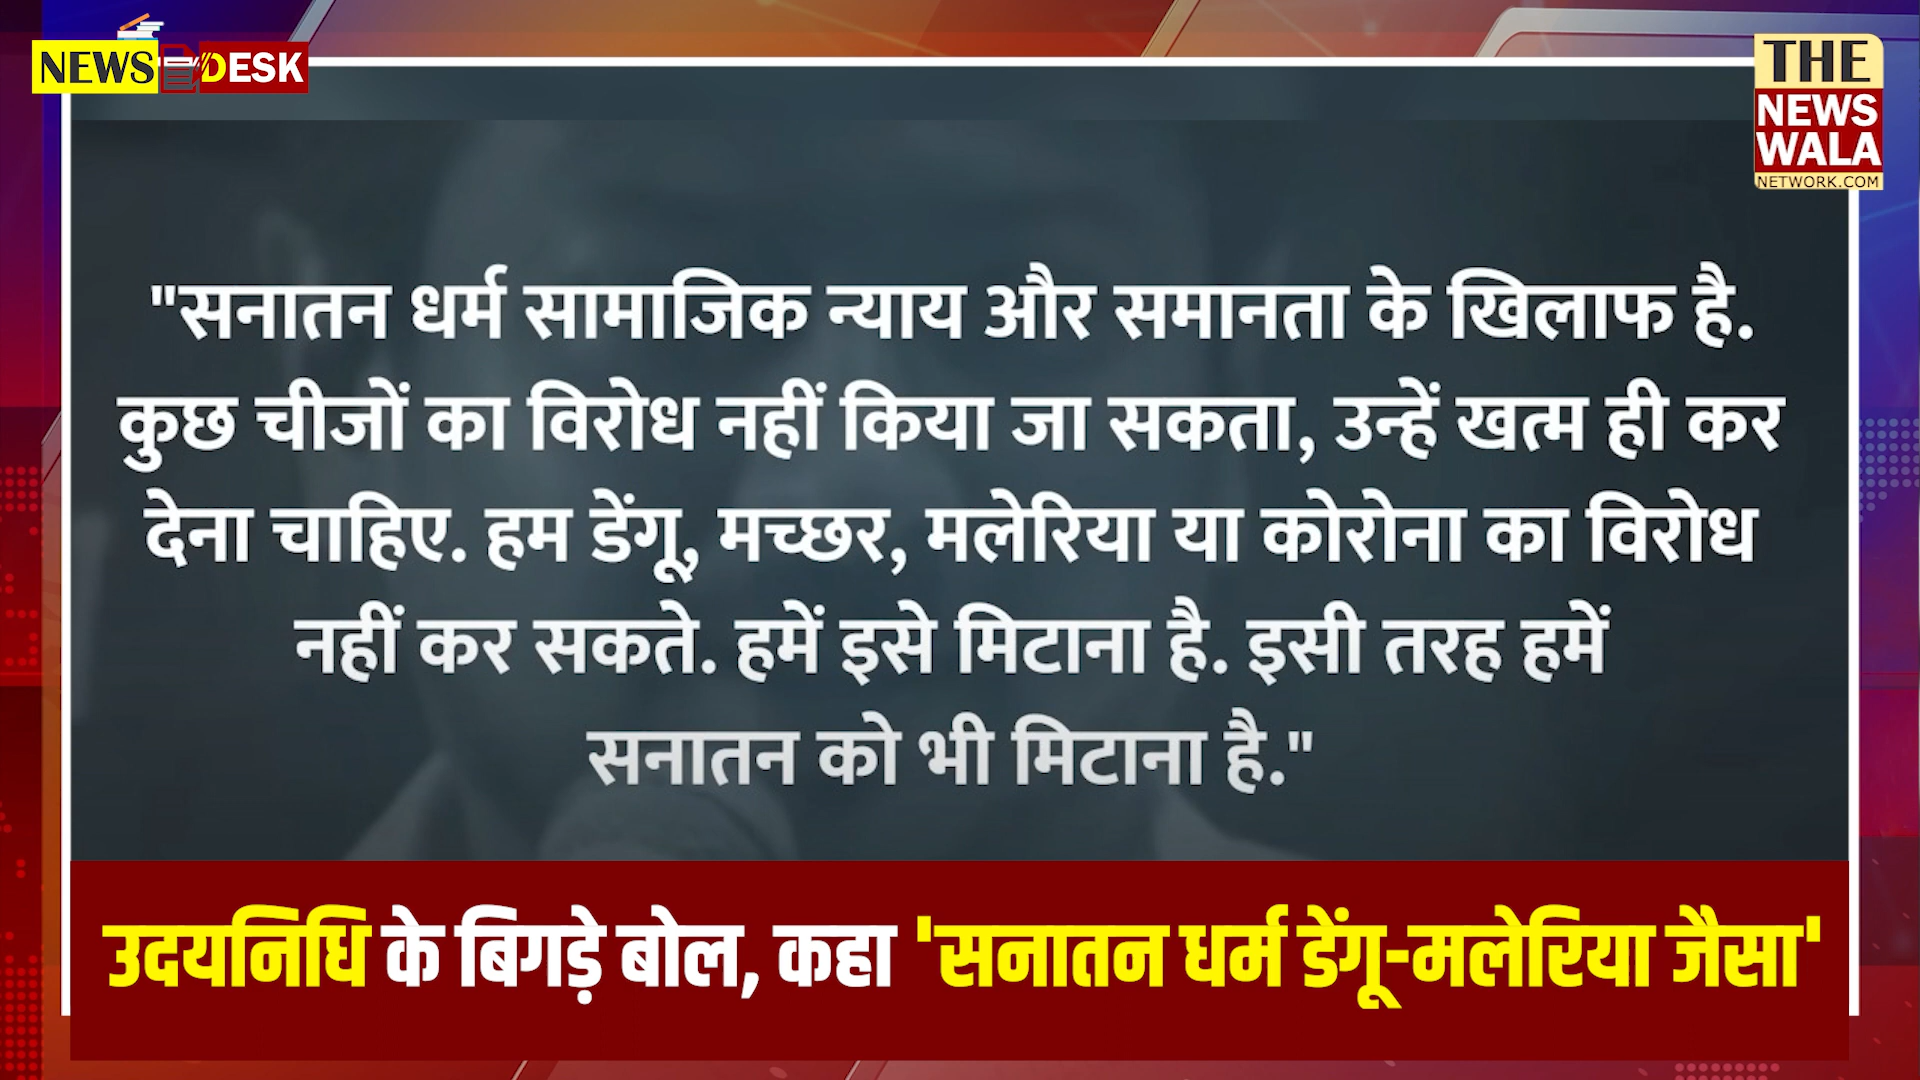 NEWS DESK
THE
NEWS
WALA
NETWORK.COM
"सनातन धर्म सामाजिक न्याय और समानता के खिलाफ है.
कुछ चीजों का विरोध नहीं किया जा सकता, उन्हें खत्म ही कर
देना चाहिए. हम डेंगू, मच्छर, मलेरिया या कोरोना का विरोध
नहीं कर सकते. हमें इसे मिटाना है. इसी तरह हमें
सनातन को भी मिटाना है."
उदयनिधि के बिगड़े बोल, कहा 'सनातन धर्म डेंगू-मलेरिया जैसा'